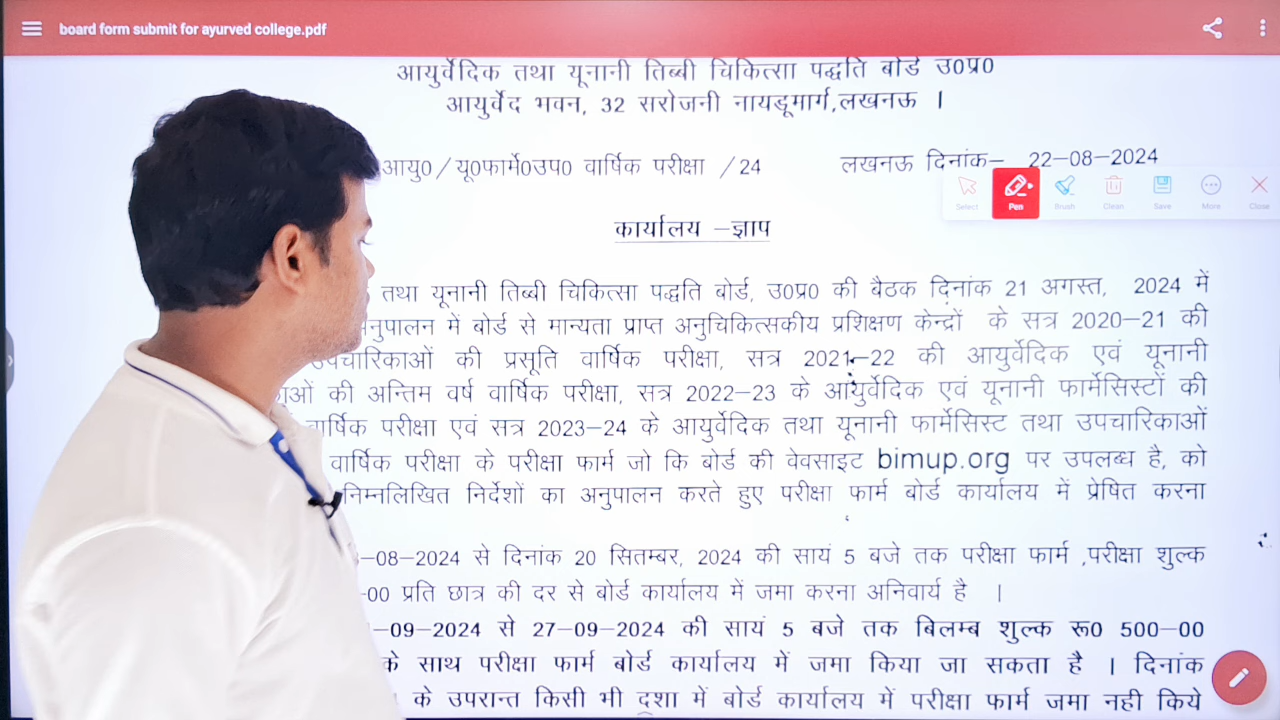 board form submit for ayurved college.pdf
आयुर्वेदिक तथा यूनानी तिब्बी चिकित्सा पद्धति बोर्ड उ0प्र0
आयुर्वेद भवन, 32 सरोजनी नायडूमार्ग,लखनऊ ।
आयु0/यू0फार्मे0उप0 वार्षिक परीक्षा /24 लखनऊ दिनांक– 22–08–2024
Select Pen Brush Clean Save More Close
कार्यालय –ज्ञाप
तथा यूनानी तिब्बी चिकित्सा पद्धति बोर्ड, उ0प्र0 की बैठक दिनांक 21 अगस्त, 2024 में
नुपालन में बोर्ड से मान्यता प्राप्त अनुचिकित्सकीय प्रशिक्षण केन्द्रों के सत्र 2020–21 की
उपचारिकाओं की प्रसूति वार्षिक परीक्षा, सत्र 2021–22 की आयुर्वेदिक एवं यूनानी
ाओं की अन्तिम वर्ष वार्षिक परीक्षा, सत्र 2022–23 के आयुर्वेदिक एवं यूनानी फार्मेसिस्टों की
वार्षिक परीक्षा एवं सत्र 2023–24 के आयुर्वेदिक तथा यूनानी फार्मेसिस्ट तथा उपचारिकाओं
वार्षिक परीक्षा के परीक्षा फार्म जो कि बोर्ड की वेवसाइट bimup.org पर उपलब्ध है, को
निम्नलिखित निर्देशों का अनुपालन करते हुए परीक्षा फार्म बोर्ड कार्यालय में प्रेषित करना
–08–2024 से दिनांक 20 सितम्बर, 2024 की सायं 5 बजे तक परीक्षा फार्म ,परीक्षा शुल्क
–00 प्रति छात्र की दर से बोर्ड कार्यालय में जमा करना अनिवार्य है ।
–09–2024 से 27–09–2024 की सायं 5 बजे तक बिलम्ब शुल्क रू0 500–00
के साथ परीक्षा फार्म बोर्ड कार्यालय में जमा किया जा सकता है । दिनांक
के उपरान्त किसी भी दशा में बोर्ड कार्यालय में परीक्षा फार्म जमा नही किये